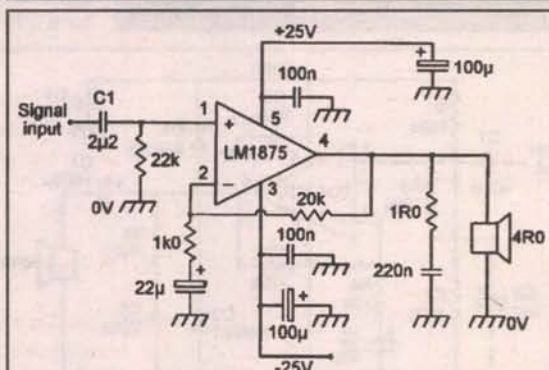 +25V
+
100n
100µ
Signal
input
C1
2µ2
1
+
5
4
22k
LM1875
2
−
3
0V
20k
1R0
4R0
1k0
100n
220n
22µ
+
+
100µ
0V
-25V